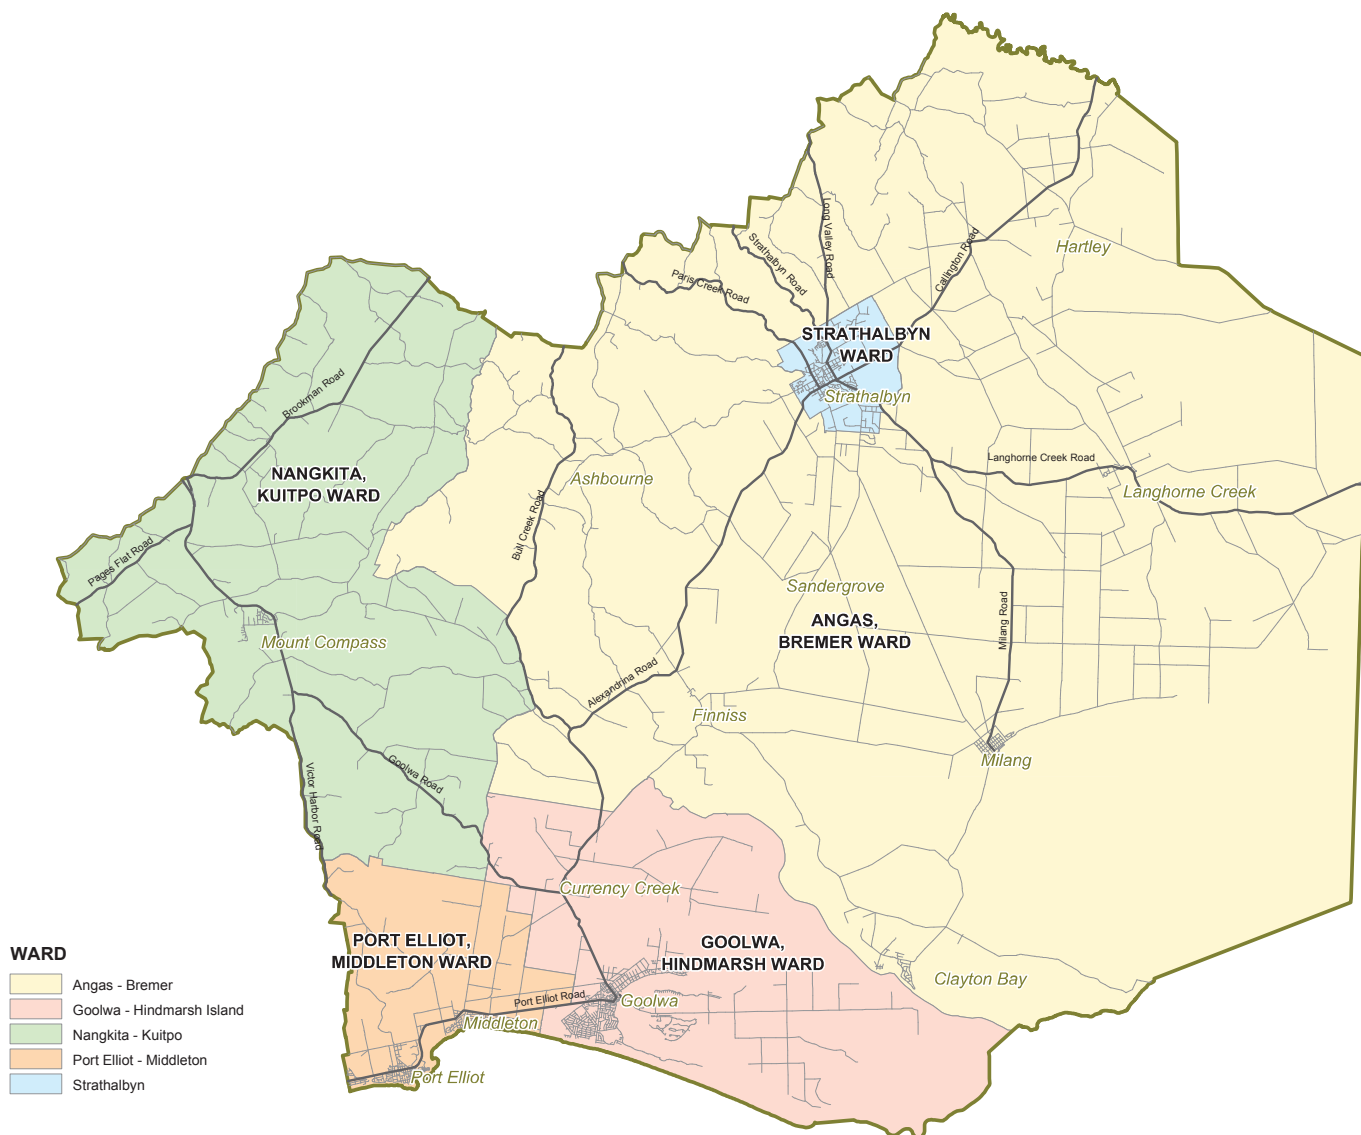 Hartley
Long Valley Road
Strathalbyn Road
Callington Road
Paris Creek Road
STRATHALBYN
WARD
Strathalbyn
Brookman Road
NANGKITA,
KUITPO WARD
Ashbourne
Langhorne Creek Road
Langhorne Creek
Bull Creek Road
Pages Flat Road
Sandergrove
ANGAS,
BREMER WARD
Milang Road
Mount Compass
Alexandrina Road
Finniss
Milang
Goolwa Road
Victor Harbor Road
Currency Creek
PORT ELLIOT,
MIDDLETON WARD
GOOLWA,
HINDMARSH WARD
Clayton Bay
Port Elliot Road
Goolwa
Middleton
Port Elliot
WARD
Angas - Bremer
Goolwa - Hindmarsh Island
Nangkita - Kuitpo
Port Elliot - Middleton
Strathalbyn